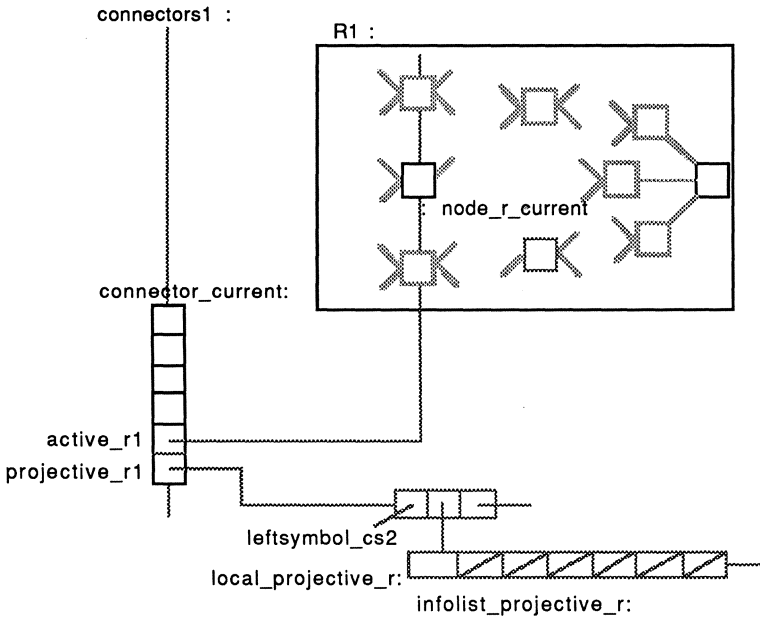 connectors1 :
R1 :
: node_r_current
connector_current:
active_r1
projective_r1
leftsymbol_cs2
local_projective_r:
infolist_projective_r: